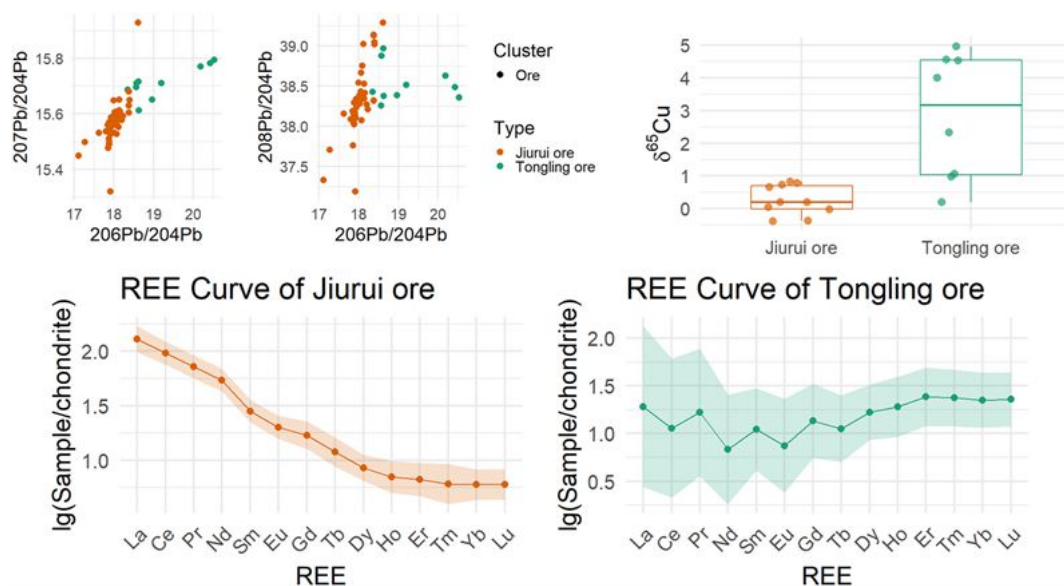 207Pb/204Pb
15.8
15.6
15.4
17 18 19 20
206Pb/204Pb
208Pb/204Pb
39.0
38.5
38.0
37.5
17 18 19 20
206Pb/204Pb
Cluster
Ore
Type
Jiurui ore
Tongling ore
δ65Cu
5
4
3
2
1
0
Jiurui ore Tongling ore
REE Curve of Jiurui ore
lg(Sample/chondrite)
2.0
1.5
1.0
La Ce Pr Nd Sm Eu Gd Tb Dy Ho Er Tm Yb Lu
REE
REE Curve of Tongling ore
lg(Sample/chondrite)
2.0
1.5
1.0
0.5
La Ce Pr Nd Sm Eu Gd Tb Dy Ho Er Tm Yb Lu
REE